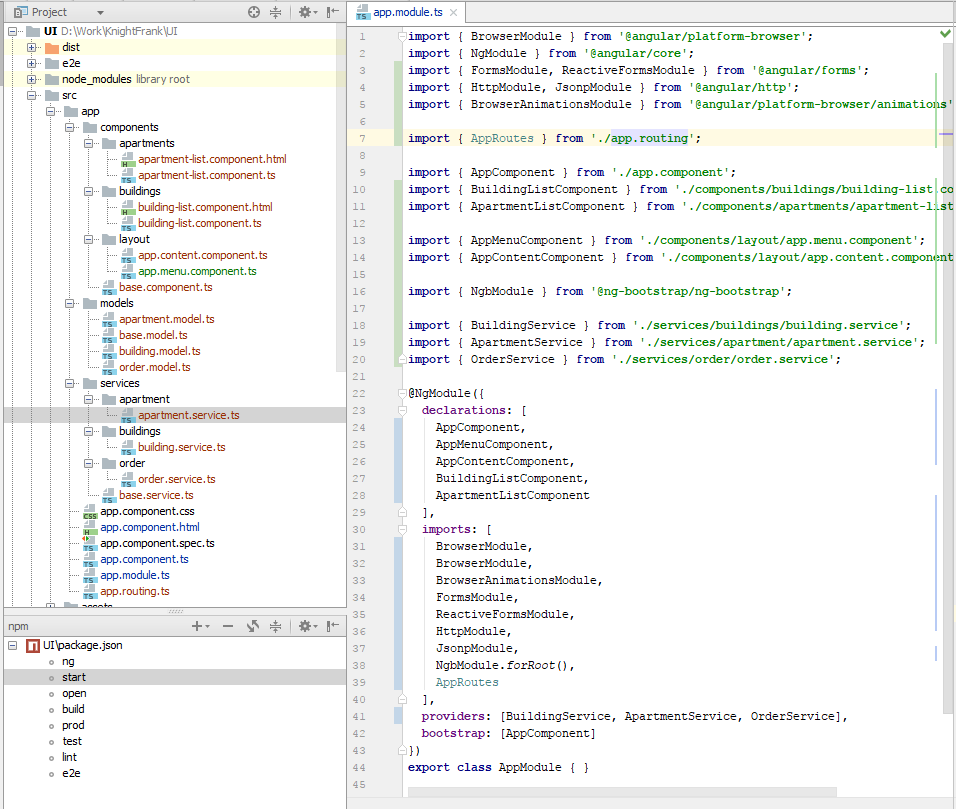 Project
app.module.ts
UI D:\Work\KnightFrank\UI
dist
e2e
node_modules library root
src
app
components
apartments
apartment-list.component.html
apartment-list.component.ts
buildings
building-list.component.html
building-list.component.ts
layout
app.content.component.ts
app.menu.component.ts
base.component.ts
models
apartment.model.ts
base.model.ts
building.model.ts
order.model.ts
services
apartment
apartment.service.ts
buildings
building.service.ts
order
order.service.ts
base.service.ts
app.component.css
app.component.html
app.component.spec.ts
app.component.ts
app.module.ts
app.routing.ts
assets
npm
UI\package.json
ng
start
open
build
prod
test
lint
e2e
1 import { BrowserModule } from '@angular/platform-browser';
2 import { NgModule } from '@angular/core';
3 import { FormsModule, ReactiveFormsModule } from '@angular/forms';
4 import { HttpModule, JsonpModule } from '@angular/http';
5 import { BrowserAnimationsModule } from '@angular/platform-browser/animations'
6
7 import { AppRoutes } from './app.routing';
8
9 import { AppComponent } from './app.component';
10 import { BuildingListComponent } from './components/buildings/building-list.co
11 import { ApartmentListComponent } from './components/apartments/apartment-list
12
13 import { AppMenuComponent } from './components/layout/app.menu.component';
14 import { AppContentComponent } from './components/layout/app.content.component
15
16 import { NgbModule } from '@ng-bootstrap/ng-bootstrap';
17
18 import { BuildingService } from './services/buildings/building.service';
19 import { ApartmentService } from './services/apartment/apartment.service';
20 import { OrderService } from './services/order/order.service';
21
22 @NgModule({
23 declarations: [
24 AppComponent,
25 AppMenuComponent,
26 AppContentComponent,
27 BuildingListComponent,
28 ApartmentListComponent
29 ],
30 imports: [
31 BrowserModule,
32 BrowserModule,
33 BrowserAnimationsModule,
34 FormsModule,
35 ReactiveFormsModule,
36 HttpModule,
37 JsonpModule,
38 NgbModule.forRoot(),
39 AppRoutes
40 ],
41 providers: [BuildingService, ApartmentService, OrderService],
42 bootstrap: [AppComponent]
43 })
44 export class AppModule { }
45